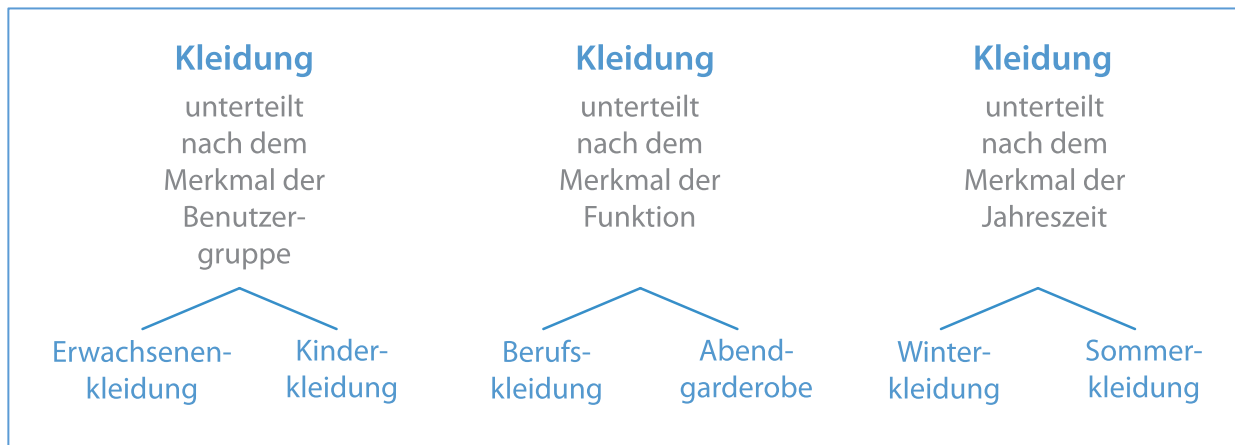 Kleidung
unterteilt
nach dem
Merkmal der
Benutzer-
gruppe
Erwachsenen-
kleidung
Kinder-
kleidung
Kleidung
unterteilt
nach dem
Merkmal der
Funktion
Berufs-
kleidung
Abend-
garderobe
Kleidung
unterteilt
nach dem
Merkmal der
Jahreszeit
Winter-
kleidung
Sommer-
kleidung